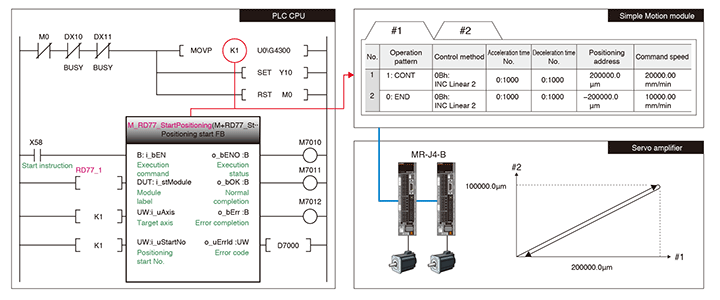 PLC CPU
M0 DX10 DX11
BUSY BUSY
MOVP K1 U0\G4300
SET Y10
RST M0
M_RD77_StartPositioning(M+RD77_St··
Positioning start FB
X58
Start instruction
B: i_bEN o_bENO :B M7010
Execution command Execution status
RD77_1 DUT: i_stModule o_bOK :B M7011
Module label Normal completion
K1 UW:i_uAxis o_bErr :B M7012
Target axis Error completion
K1 UW:i_uStartNo o_uErrId :UW D7000
Positioning start No. Error code
Simple Motion module
#1 #2
No. Operation pattern Control method Acceleration time No. Deceleration time No. Positioning address Command speed
1 1: CONT 0Bh: INC Linear 2 0:1000 0:1000 200000.0 μm 20000.00 mm/min
2 0: END 0Bh: INC Linear 2 0:1000 0:1000 −200000.0 μm 10000.00 mm/min
Servo amplifier
MR-J4-B
#2
100000.0μm
#1
200000.0μm